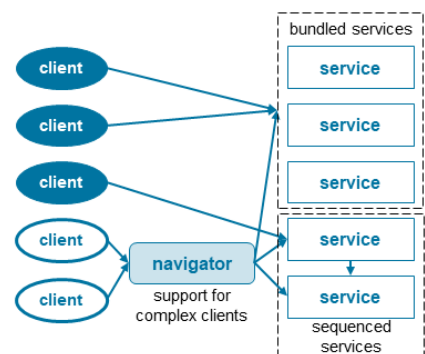 bundled services
client
service
client
service
client
service
client
service
navigator
client
service
support for
complex clients
sequenced
services